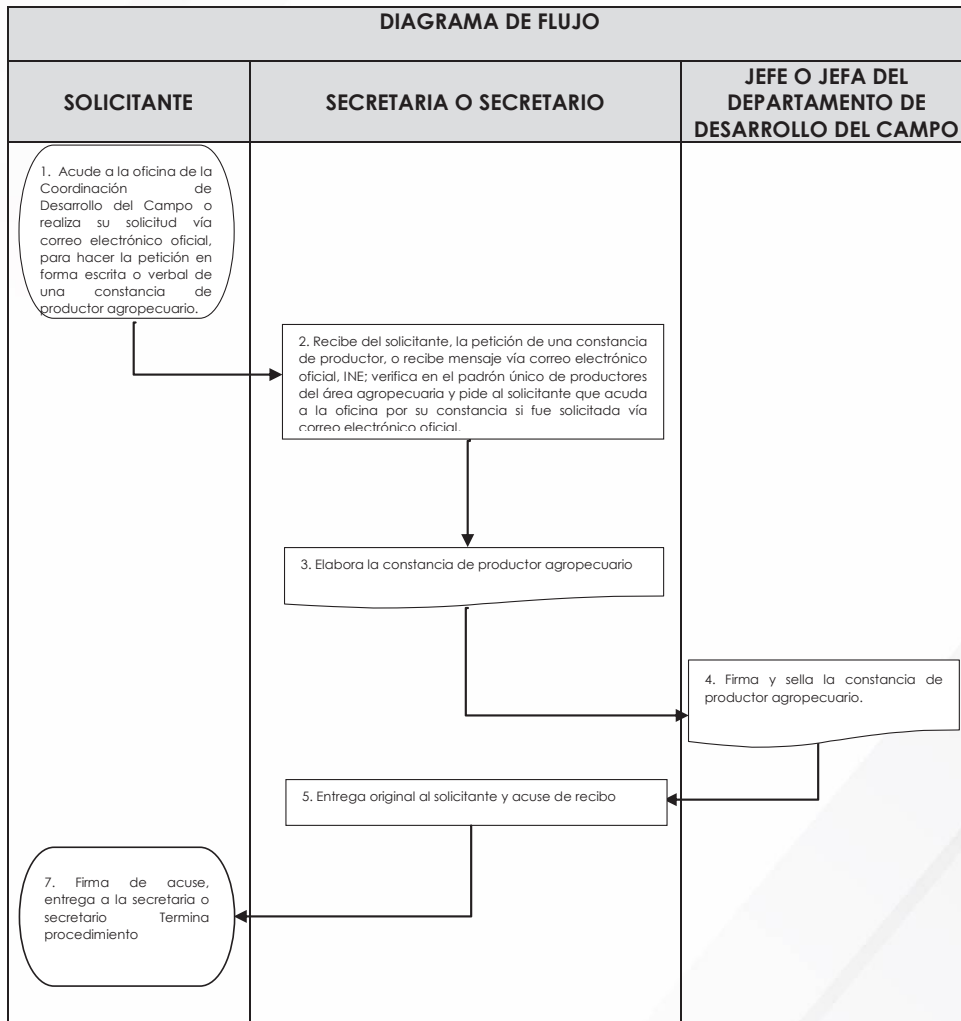 DIAGRAMA DE FLUJO
SOLICITANTE
SECRETARIA O SECRETARIO
JEFE O JEFA DEL
DEPARTAMENTO DE
DESARROLLO DEL CAMPO
1. Acude a la oficina de la
Coordinación de
Desarrollo del Campo o
realiza su solicitud vía
correo electrónico oficial,
para hacer la petición en
forma escrita o verbal de
una constancia de
productor agropecuario.
2. Recibe del solicitante, la petición de una constancia
de productor, o recibe mensaje vía correo electrónico
oficial, INE; verifica en el padrón único de productores
del área agropecuaria y pide al solicitante que acuda
a la oficina por su constancia si fue solicitada vía
correo electrónico oficial.
3. Elabora la constancia de productor agropecuario
4. Firma y sella la constancia de
productor agropecuario.
5. Entrega original al solicitante y acuse de recibo
7. Firma de acuse,
entrega a la secretaria o
secretario Termina
procedimiento